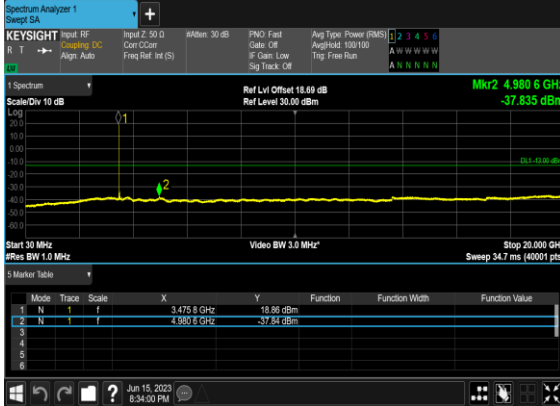 Spectrum Analyzer 1
Swept SA
+
KEYSIGHT Input: RF Input Z: 50 Ω #Atten: 30 dB PNO: Fast Avg Type: Power (RMS) 1 2 3 4 5 6
R T Coupling: DC Corr CCorr Gate: Off Avg|Hold: 100/100 A W W W W W
Align: Auto Freq Ref: Int (S) IF Gain: Low Trig: Free Run
Sig Track: Off A N N N N N
1 Spectrum Ref Lvl Offset 18.69 dB Mkr2 4.980 6 GHz
Scale/Div 10 dB Ref Level 30.00 dBm -37.835 dBm
Log
20.0
10.0
0.00
-10.0
DL1 -13.00 dBm
-20.0
-30.0
-40.0
-50.0
-60.0
1
2
Start 30 MHz Video BW 3.0 MHz* Stop 20.000 GHz
#Res BW 1.0 MHz Sweep 34.7 ms (40001 pts)
5 Marker Table
Mode Trace Scale X Y Function Function Width Function Value
1 N 1 f 3.475 8 GHz 18.86 dBm
2 N 1 f 4.980 6 GHz -37.84 dBm
3
4
5
6
? Jun 15, 2023
8:34:00 PM